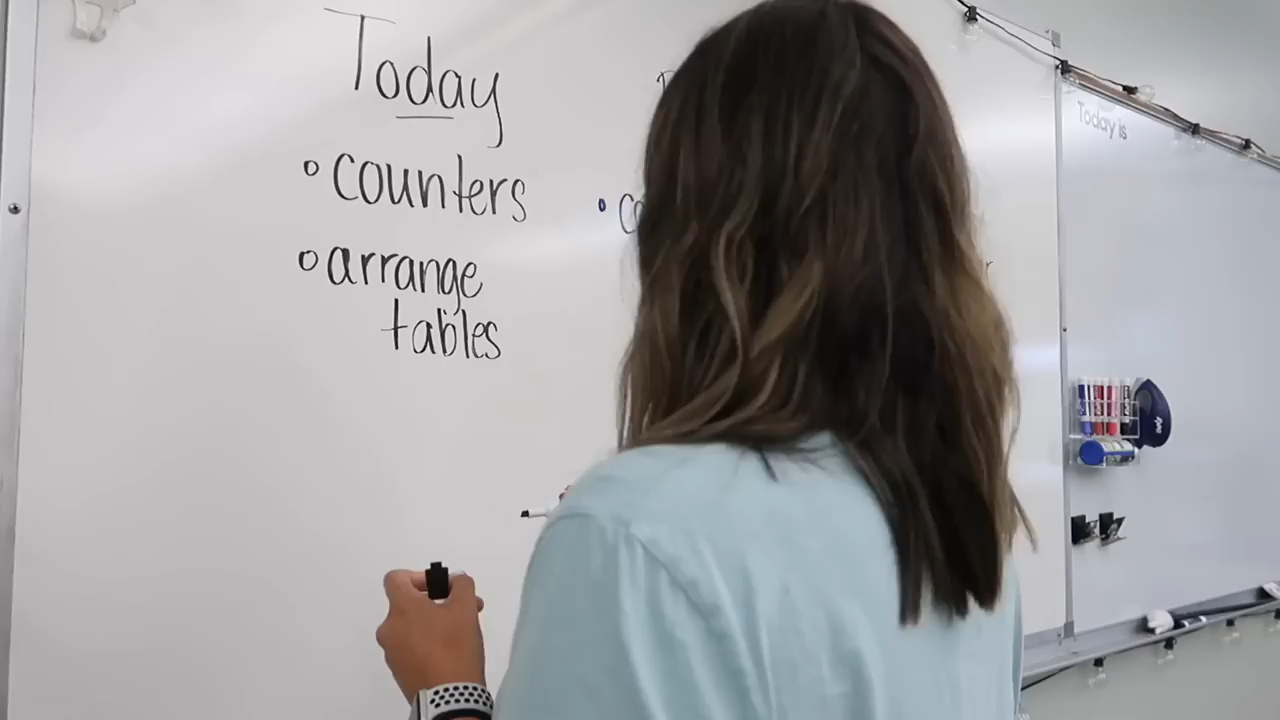 Today
counters
arrange
tables
Today is